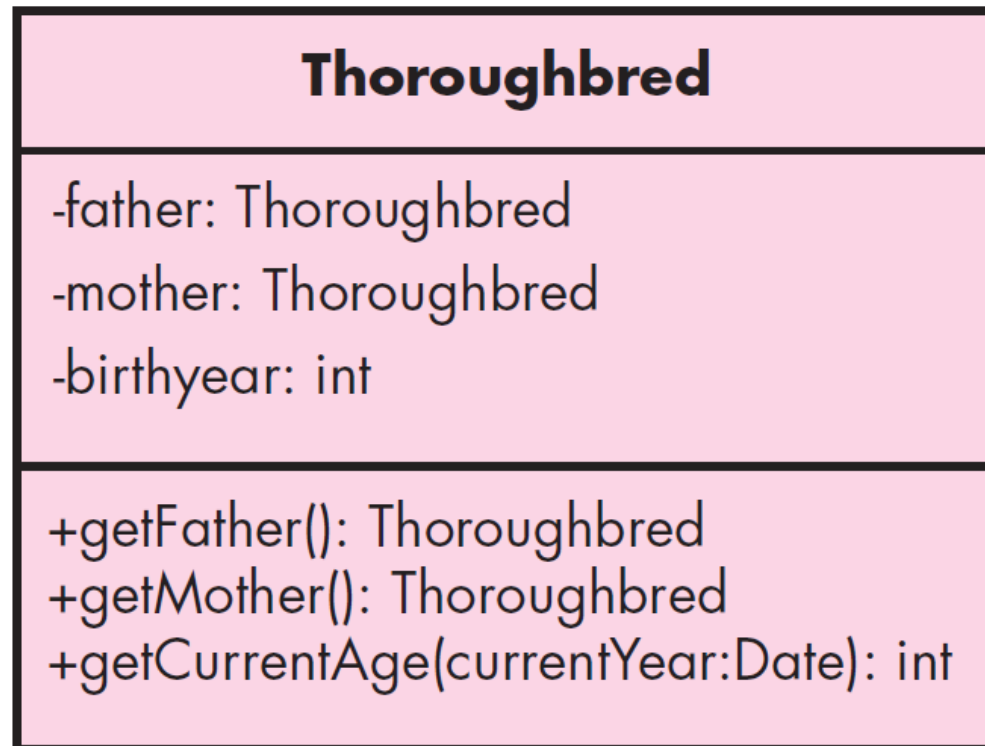 Thoroughbred
-father: Thoroughbred
-mother: Thoroughbred
-birthyear: int
+getFather(): Thoroughbred
+getMother(): Thoroughbred
+getCurrentAge(currentYear:Date): int